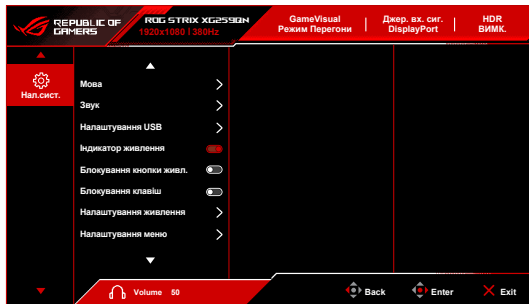 REPUBLIC OF
GAMERS
ROG STRIX XG259QN
1920x1080 | 380Hz
GameVisual
Режим Перегони
Джер. вх. сиг.
DisplayPort
HDR
ВИМК.
Нал.сист.
Мова
Звук
Налаштування USB
Індикатор живлення
Блокування кнопки живл.
Блокування клавіш
Налаштування живлення
Налаштування меню
Volume 50
Back
Enter
Exit